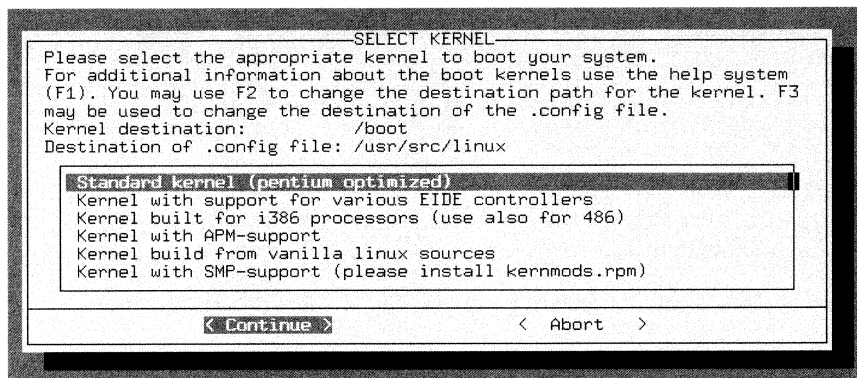 SELECT KERNEL
Please select the appropriate kernel to boot your system.
For additional information about the boot kernels use the help system
(F1). You may use F2 to change the destination path for the kernel. F3
may be used to change the destination of the .config file.
Kernel destination: /boot
Destination of .config file: /usr/src/linux
Standard kernel (pentium optimized)
Kernel with support for various EIDE controllers
Kernel built for i386 processors (use also for 486)
Kernel with APM-support
Kernel build from vanilla linux sources
Kernel with SMP-support (please install kernmods.rpm)
< Continue > < Abort >